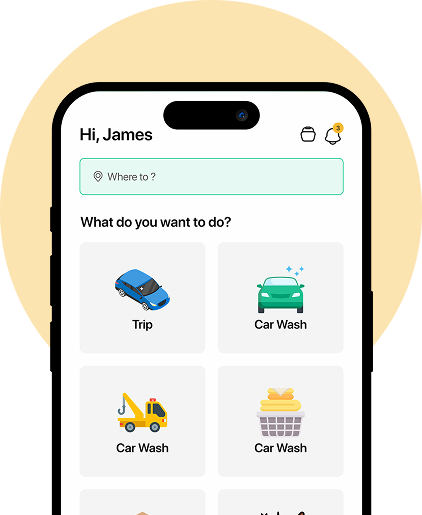 Hi, James
3
Where to ?
What do you want to do?
Trip
Car Wash
Car Wash
Car Wash